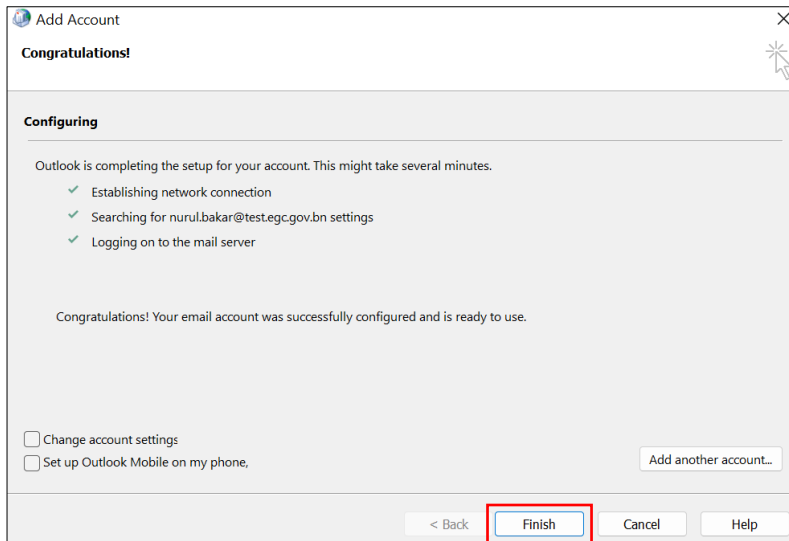 Add Account
Congratulations!
Configuring
Outlook is completing the setup for your account. This might take several minutes.
Establishing network connection
Searching for nurul.bakar@test.egc.gov.bn settings
Logging on to the mail server
Congratulations! Your email account was successfully configured and is ready to use.
Change account settings
Set up Outlook Mobile on my phone,
Add another account...
< Back Finish Cancel Help